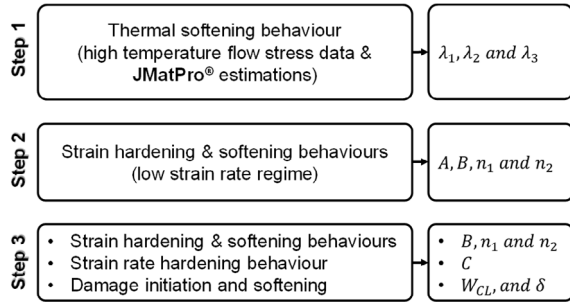 Step 1
Thermal softening behaviour
(high temperature flow stress data &
JMatPro® estimations)
λ₁, λ₂ and λ₃
Step 2
Strain hardening & softening behaviours
(low strain rate regime)
A, B, n₁ and n₂
Step 3
• Strain hardening & softening behaviours
• Strain rate hardening behaviour
• Damage initiation and softening
• B, n₁ and n₂
• C
• W_CL, and δ